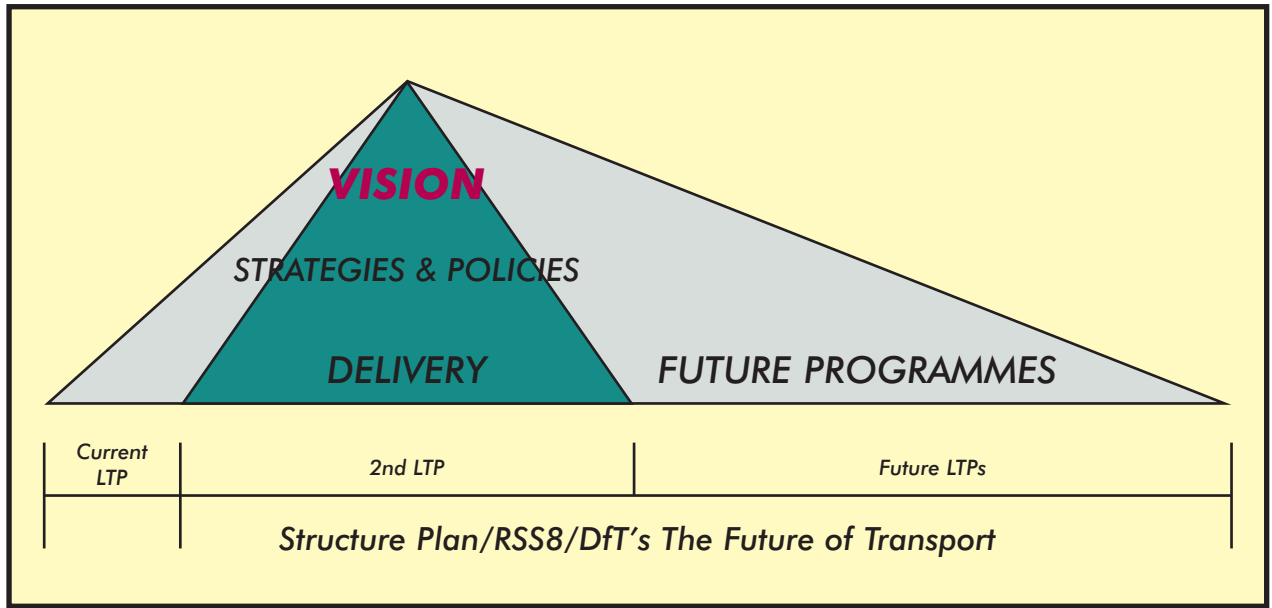 VISION
STRATEGIES & POLICIES
DELIVERY
FUTURE PROGRAMMES
Current
LTP
2nd LTP
Future LTPs
Structure Plan/RSS8/DfT's The Future of Transport